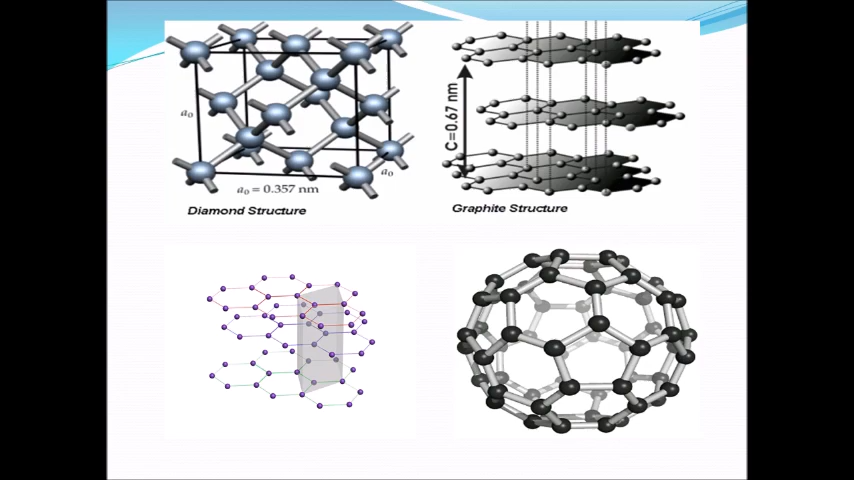 a₀
a₀
a₀ = 0.357 nm
Diamond Structure
C=0.67 nm
Graphite Structure